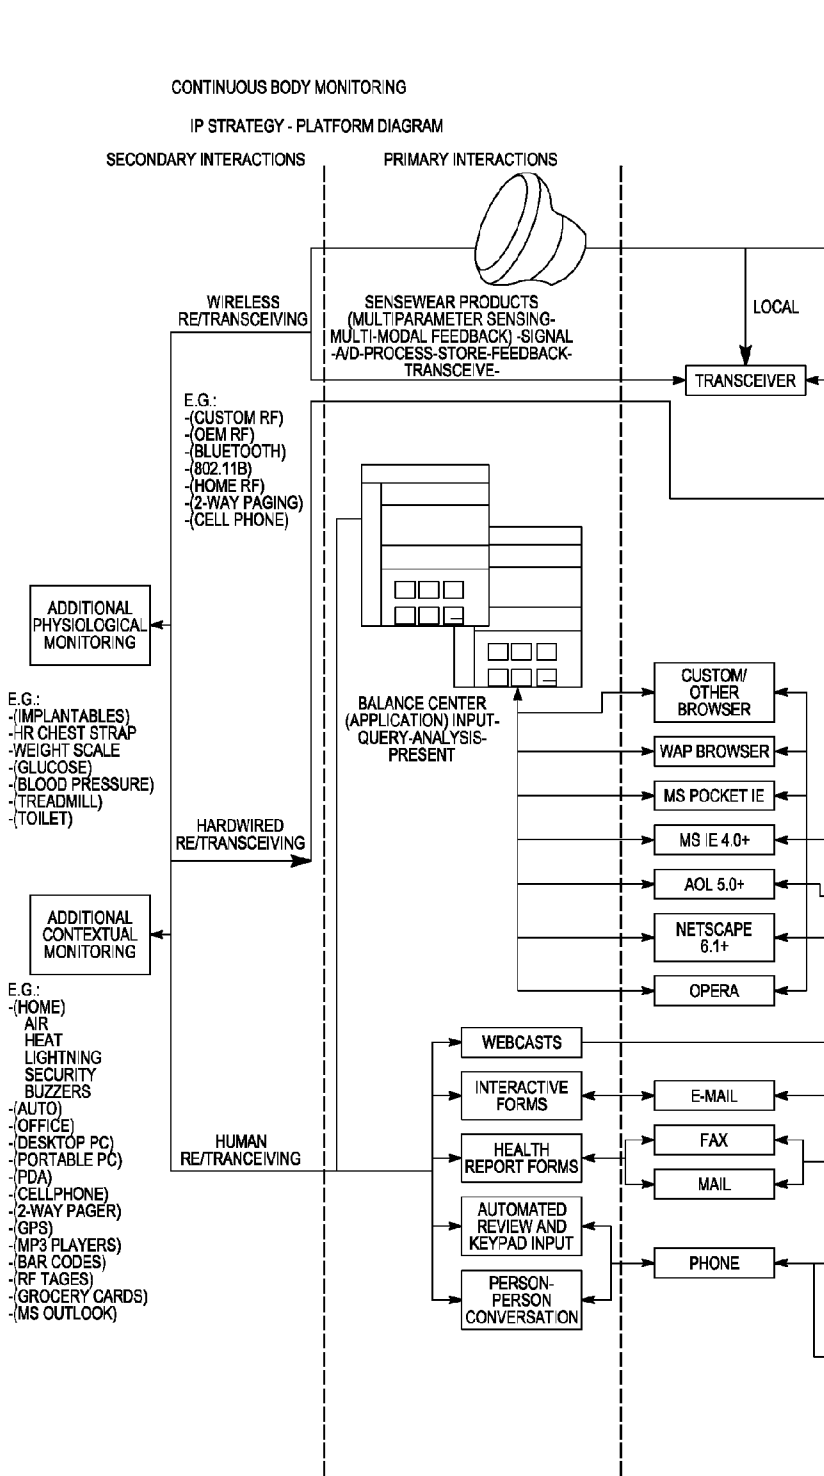 CONTINUOUS BODY MONITORING
IP STRATEGY - PLATFORM DIAGRAM
SECONDARY INTERACTIONS
PRIMARY INTERACTIONS
WIRELESS
RE/TRANSCEIVING
SENSEWEAR PRODUCTS
(MULTIPARAMETER SENSING-
MULTI-MODAL FEEDBACK) -SIGNAL
-A/D-PROCESS-STORE-FEEDBACK-
TRANSCEIVE-
LOCAL
TRANSCEIVER
E.G.:
-(CUSTOM RF)
-(OEM RF)
-(BLUETOOTH)
-(802.11B)
-(HOME RF)
-(2-WAY PAGING)
-(CELL PHONE)
ADDITIONAL
PHYSIOLOGICAL
MONITORING
E.G.:
-(IMPLANTABLES)
-HR CHEST STRAP
-WEIGHT SCALE
-(GLUCOSE)
-(BLOOD PRESSURE)
-(TREADMILL)
-(TOILET)
BALANCE CENTER
(APPLICATION) INPUT-
QUERY-ANALYSIS-
PRESENT
CUSTOM/
OTHER
BROWSER
WAP BROWSER
MS POCKET IE
MS IE 4.0+
AOL 5.0+
NETSCAPE
6.1+
OPERA
HARDWIRED
RE/TRANSCEIVING
ADDITIONAL
CONTEXTUAL
MONITORING
E.G.:
-(HOME)
AIR
HEAT
LIGHTNING
SECURITY
BUZZERS
-(AUTO)
-(OFFICE)
-(DESKTOP PC)
-(PORTABLE PC)
-(PDA)
-(CELLPHONE)
-(2-WAY PAGER)
-(GPS)
-(MP3 PLAYERS)
-(BAR CODES)
-(RF TAGES)
-(GROCERY CARDS)
-(MS OUTLOOK)
HUMAN
RE/TRANCEIVING
WEBCASTS
INTERACTIVE
FORMS
HEALTH
REPORT FORMS
AUTOMATED
REVIEW AND
KEYPAD INPUT
PERSON-
PERSON
CONVERSATION
E-MAIL
FAX
MAIL
PHONE